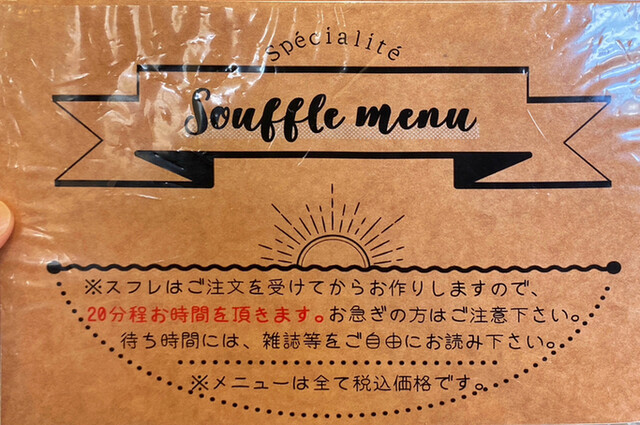 Spécialité
Souffle menu
※スフレはご注文を受けてからお作りしますので、
20分程お時間を頂きます。お急ぎの方はご注意下さい。
待ち時間には、雑誌等をご自由にお読み下さい。
※メニューは全て税込価格です。